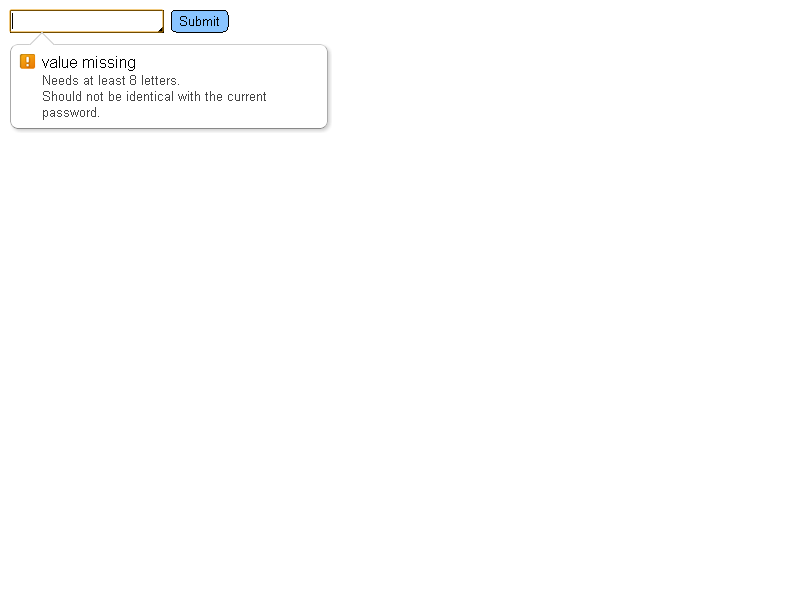 Submit
value missing
Needs at least 8 letters.
Should not be identical with the current
password.